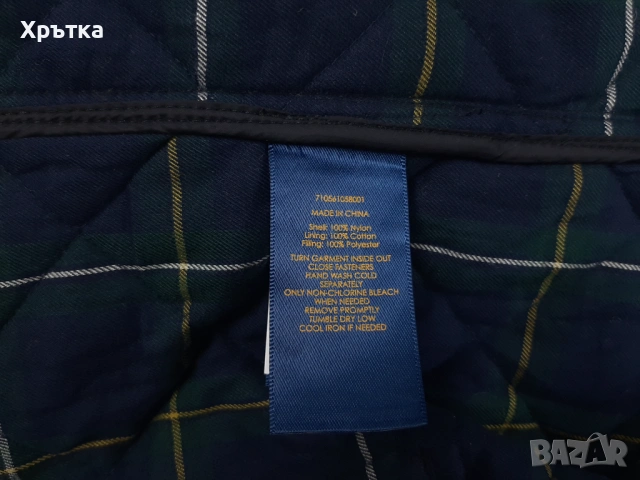 Хрътка
710561058001
MADE IN CHINA
Shell: 100% Nylon
Lining: 100% Cotton
Filling: 100% Polyester
TURN GARMENT INSIDE OUT
CLOSE FASTENERS
HAND WASH COLD
SEPARATELY
ONLY NON-CHLORINE BLEACH
WHEN NEEDED
REMOVE PROMPTLY
TUMBLE DRY LOW
COOL IRON IF NEEDED
BAZAR